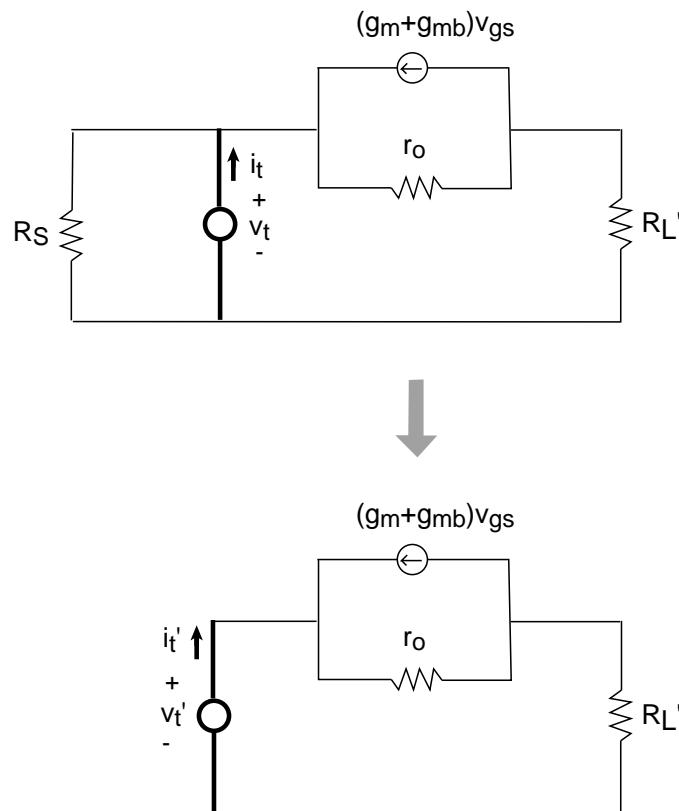 (gm+gmb)vgs
ro
it
+
vt
-
RS
RL'
(gm+gmb)vgs
it'
ro
+
vt'
-
RL'